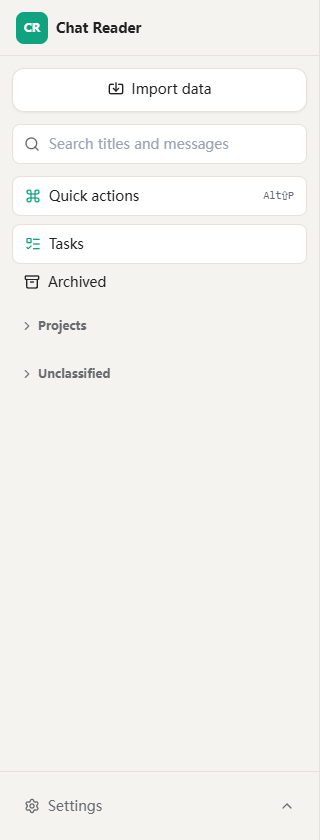 CR Chat Reader
Import data
Search titles and messages
Quick actions Alt⇧P
Tasks
Archived
Projects
Unclassified
Settings